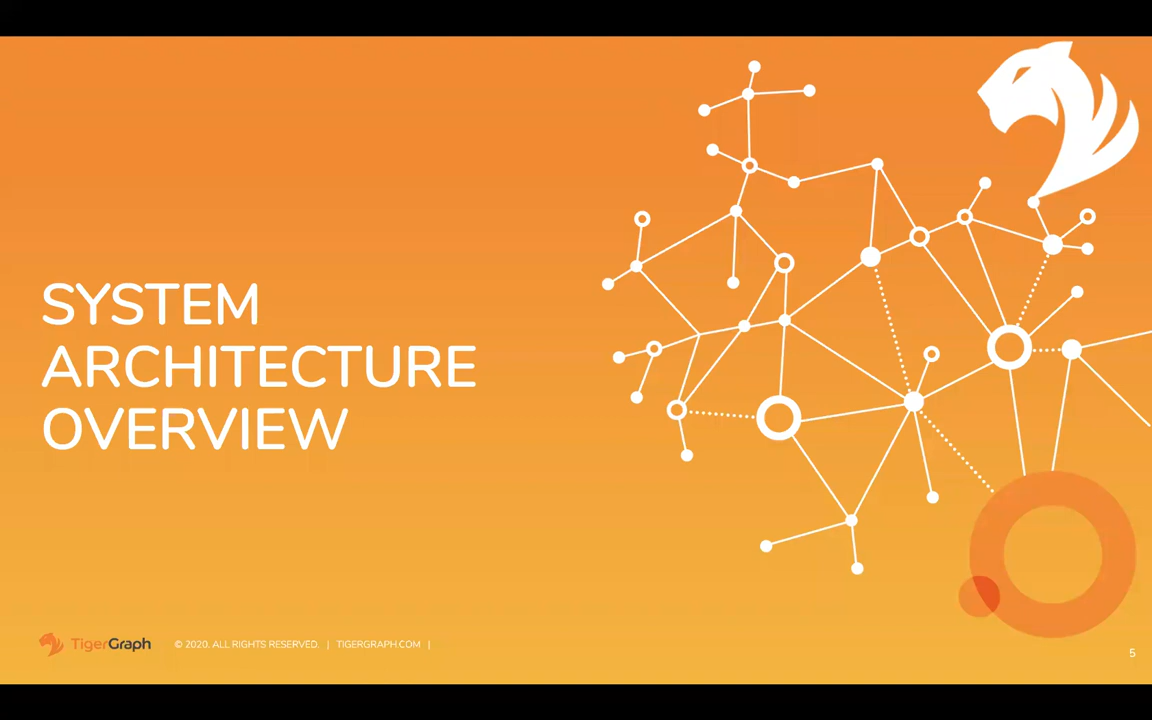 SYSTEM
ARCHITECTURE
OVERVIEW
TigerGraph
© 2020. ALL RIGHTS RESERVED. | TIGERGRAPH.COM |
5